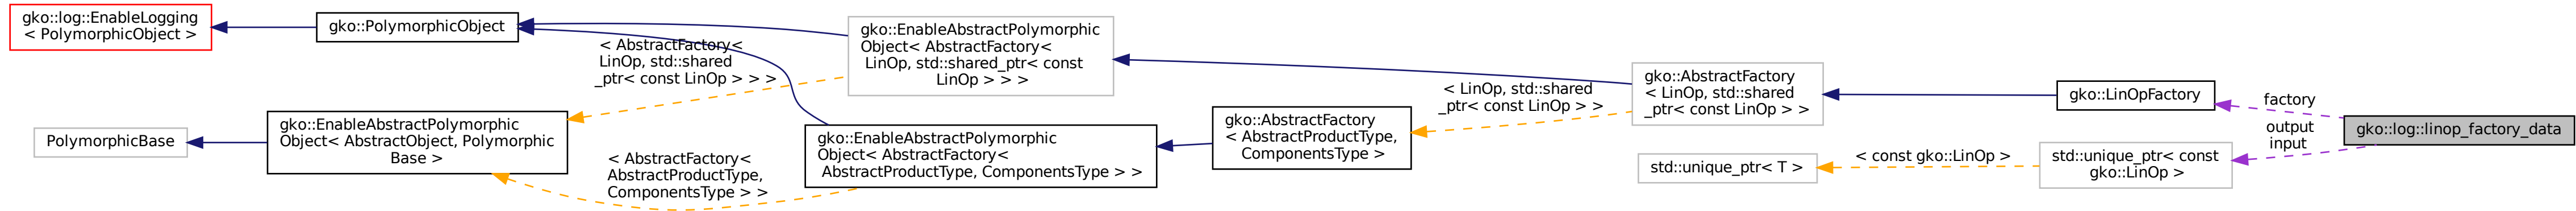 gko::log::EnableLogging
< PolymorphicObject >
gko::PolymorphicObject
< AbstractFactory<
LinOp, std::shared
_ptr< const LinOp > > >
gko::EnableAbstractPolymorphic
Object< AbstractFactory<
LinOp, std::shared_ptr< const
LinOp > > >
PolymorphicBase
gko::EnableAbstractPolymorphic
Object< AbstractObject, Polymorphic
Base >
< AbstractFactory<
AbstractProductType,
ComponentsType > >
gko::EnableAbstractPolymorphic
Object< AbstractFactory<
AbstractProductType, ComponentsType > >
gko::AbstractFactory
< AbstractProductType,
ComponentsType >
< LinOp, std::shared
_ptr< const LinOp > >
gko::AbstractFactory
< LinOp, std::shared
_ptr< const LinOp > >
gko::LinOpFactory
factory
output
input
gko::log::linop_factory_data
std::unique_ptr< T >
< const gko::LinOp >
std::unique_ptr< const
gko::LinOp >